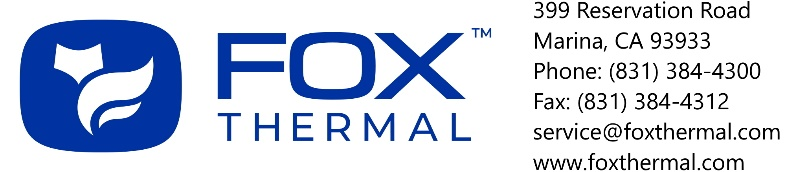 FOX™
THERMAL
399 Reservation Road
Marina, CA 93933
Phone: (831) 384-4300
Fax: (831) 384-4312
service@foxthermal.com
www.foxthermal.com